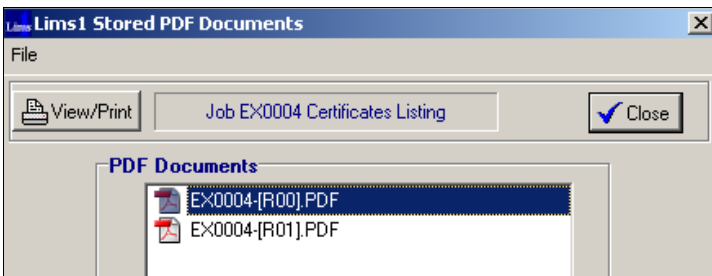 Lims Lims1 Stored PDF Documents
File
View/Print Job EX0004 Certificates Listing Close
PDF Documents
EX0004-[R00].PDF
EX0004-[R01].PDF